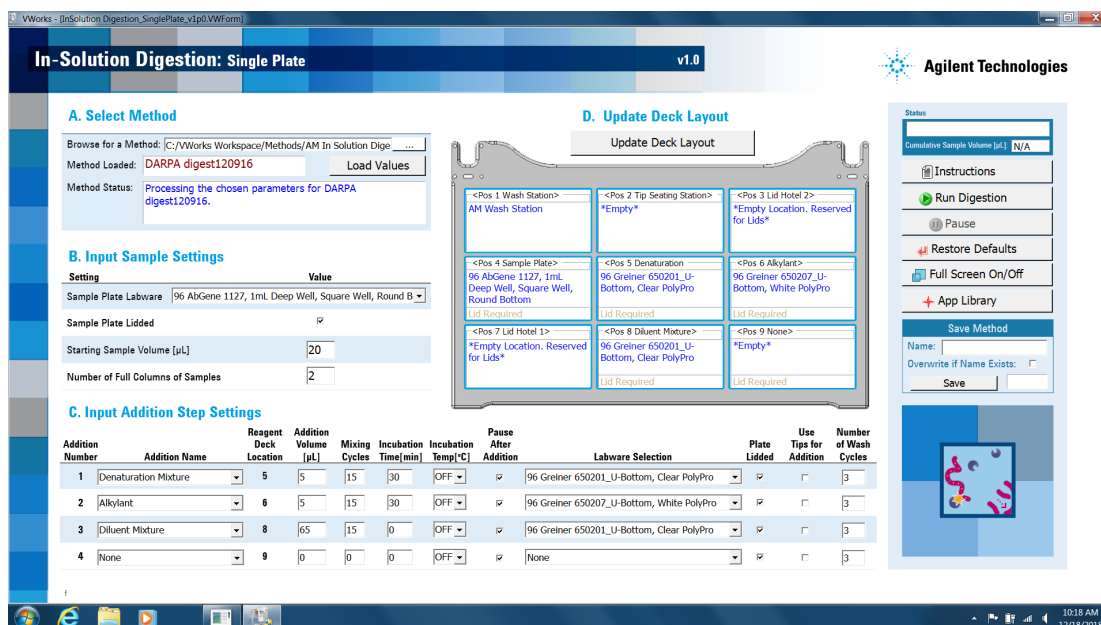 VWorks - [InSolution Digestion_SinglePlate_v1p0.VWForm]
In-Solution Digestion: Single Plate
v1.0
Agilent Technologies
A. Select Method
Browse for a Method: C:/VWorks Workspace/Methods/AM In Solution Dige ...
Method Loaded: DARPA digest120916 Load Values
Method Status: Processing the chosen parameters for DARPA
digest120916.
B. Input Sample Settings
Setting Value
Sample Plate Labware 96 AbGene 1127, 1mL Deep Well, Square Well, Round B
Sample Plate Lidded
Starting Sample Volume [µL] 20
Number of Full Columns of Samples 2
D. Update Deck Layout
Update Deck Layout
<Pos 1 Wash Station>
AM Wash Station
<Pos 2 Tip Seating Station>
*Empty*
<Pos 3 Lid Hotel 2>
*Empty Location. Reserved
for Lids*
<Pos 4 Sample Plate>
96 AbGene 1127, 1mL
Deep Well, Square Well,
Round Bottom
Lid Required
<Pos 5 Denaturation
96 Greiner 650201_U-
Bottom, Clear PolyPro
Lid Required
<Pos 6 Alkylant>
96 Greiner 650207_U-
Bottom, White PolyPro
Lid Required
<Pos 7 Lid Hotel 1>
*Empty Location. Reserved
for Lids*
<Pos 8 Diluent Mixture>
96 Greiner 650201_U-
Bottom, Clear PolyPro
Lid Required
<Pos 9 None>
*Empty*
Lid Required
Status
Cumulative Sample Volume [µL]: N/A
Instructions
Run Digestion
Pause
Restore Defaults
Full Screen On/Off
App Library
Save Method
Name:
Overwrite if Name Exists:
Save
C. Input Addition Step Settings
Addition
Number
Addition Name
Reagent
Deck
Location
Addition
Volume
[µL]
Mixing
Cycles
Incubation
Time[min]
Incubation
Temp[°C]
Pause
After
Addition
Labware Selection
Plate
Lidded
Use
Tips for
Addition
Number
of Wash
Cycles
1 Denaturation Mixture 5 5 15 30 OFF 96 Greiner 650201_U-Bottom, Clear PolyPro 3
2 Alkylant 6 5 15 30 OFF 96 Greiner 650207_U-Bottom, White PolyPro 3
3 Diluent Mixture 8 65 15 0 OFF 96 Greiner 650201_U-Bottom, Clear PolyPro 3
4 None 9 0 0 0 OFF None 3
10:18 AM
12/18/2018